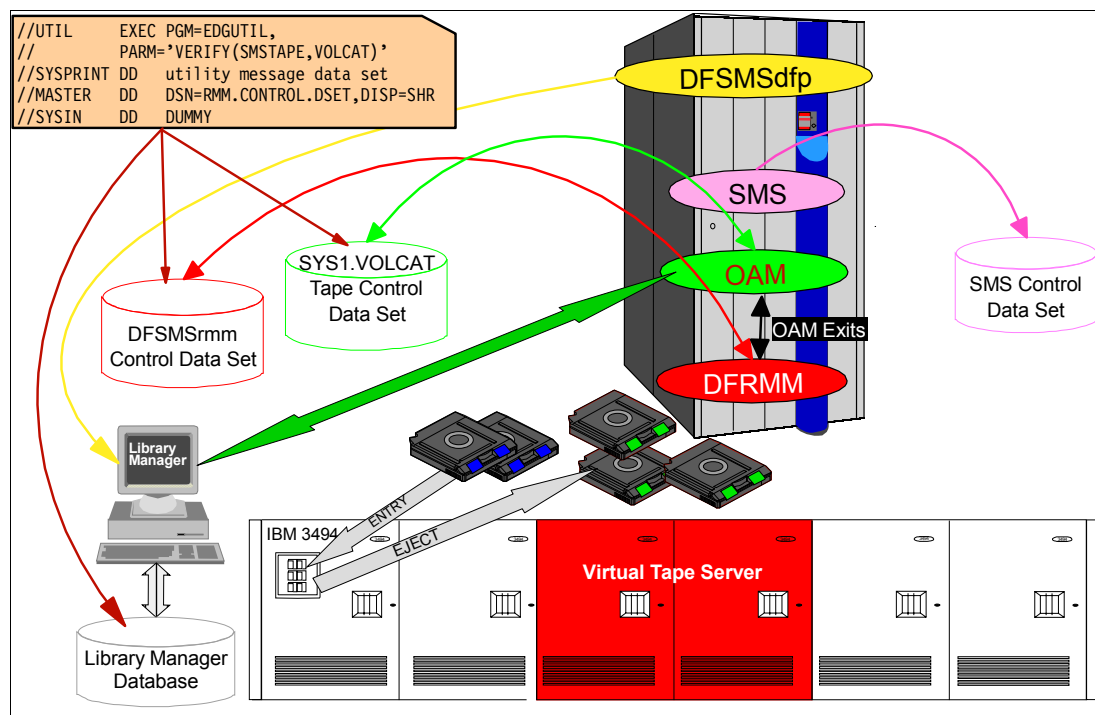 //UTIL EXEC PGM=EDGUTIL,
// PARM='VERIFY(SMSTAPE,VOLCAT)'
//SYSPRINT DD utility message data set
//MASTER DD DSN=RMM.CONTROL.DSET,DISP=SHR
//SYSIN DD DUMMY
DFSMSdfp
SMS
SYS1.VOLCAT
Tape Control
Data Set
OAM
SMS Control
Data Set
DFSMSrmm
Control Data Set
OAM Exits
DFRMM
Library
Manager
ENTRY
EJECT
IBM 3494
Virtual Tape Server
Library Manager
Database